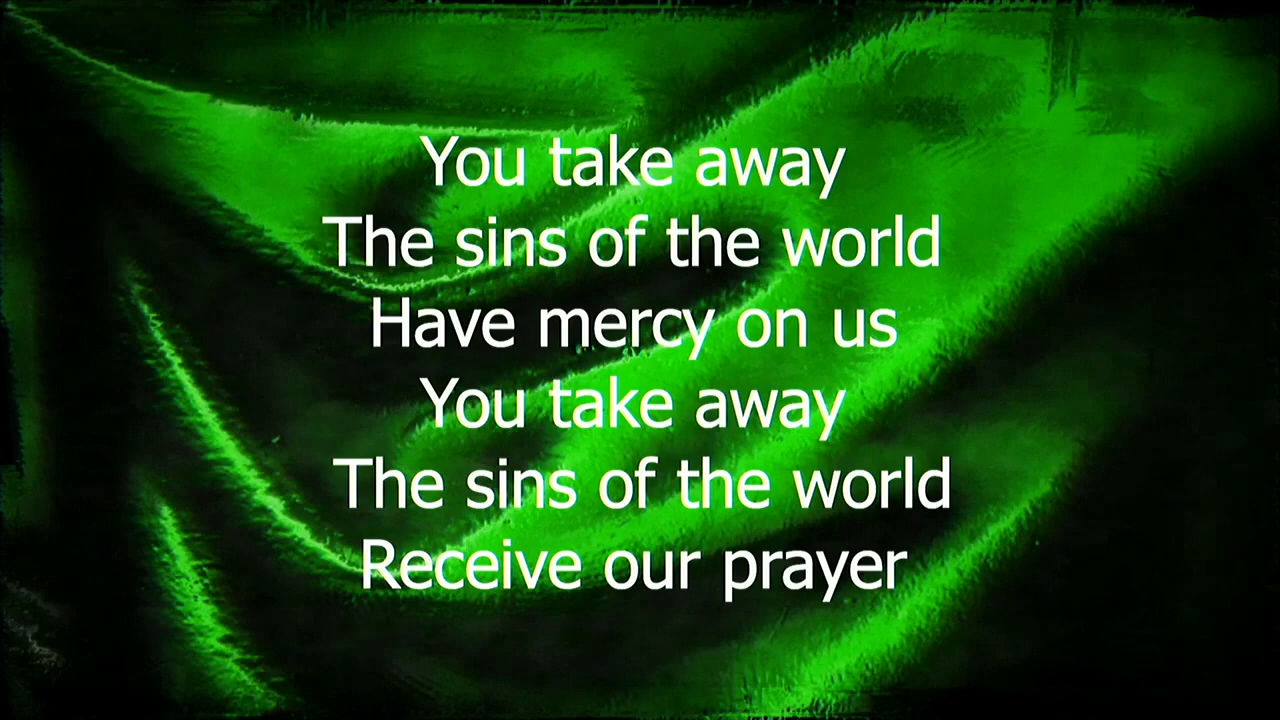 You take away
The sins of the world
Have mercy on us
You take away
The sins of the world
Receive our prayer